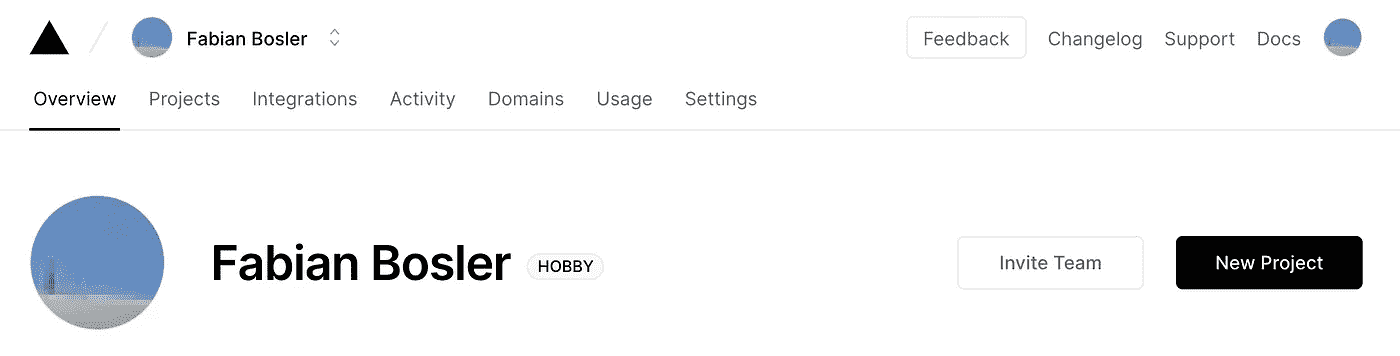 Fabian Bosler Feedback Changelog Support Docs
Overview Projects Integrations Activity Domains Usage Settings
Fabian Bosler HOBBY Invite Team New Project